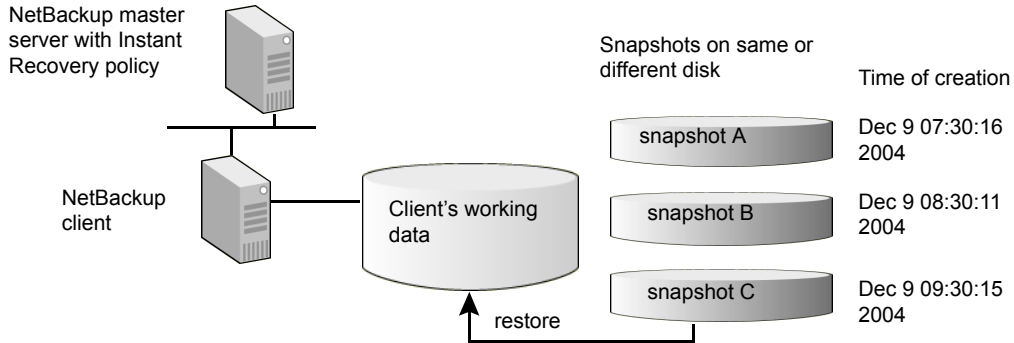 NetBackup master
server with Instant
Recovery policy
Snapshots on same or
different disk
Time of creation
snapshot A
Dec 9 07:30:16
2004
NetBackup
client
Client's working
data
snapshot B
Dec 9 08:30:11
2004
snapshot C
Dec 9 09:30:15
2004
restore